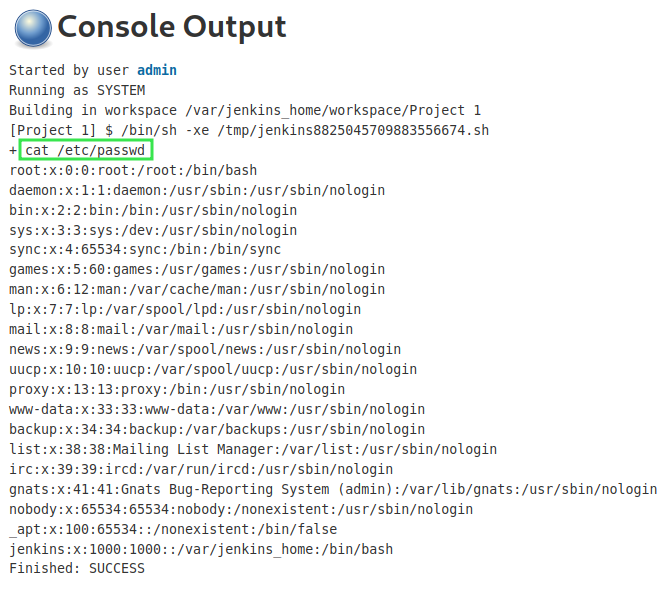 Console Output
Started by user admin
Running as SYSTEM
Building in workspace /var/jenkins_home/workspace/Project 1
[Project 1] $ /bin/sh -xe /tmp/jenkins8825045709883556674.sh
+ cat /etc/passwd
root:x:0:0:root:/root:/bin/bash
daemon:x:1:1:daemon:/usr/sbin:/usr/sbin/nologin
bin:x:2:2:bin:/bin:/usr/sbin/nologin
sys:x:3:3:sys:/dev:/usr/sbin/nologin
sync:x:4:65534:sync:/bin:/bin/sync
games:x:5:60:games:/usr/games:/usr/sbin/nologin
man:x:6:12:man:/var/cache/man:/usr/sbin/nologin
lp:x:7:7:lp:/var/spool/lpd:/usr/sbin/nologin
mail:x:8:8:mail:/var/mail:/usr/sbin/nologin
news:x:9:9:news:/var/spool/news:/usr/sbin/nologin
uucp:x:10:10:uucp:/var/spool/uucp:/usr/sbin/nologin
proxy:x:13:13:proxy:/bin:/usr/sbin/nologin
www-data:x:33:33:www-data:/var/www:/usr/sbin/nologin
backup:x:34:34:backup:/var/backups:/usr/sbin/nologin
list:x:38:38:Mailing List Manager:/var/list:/usr/sbin/nologin
irc:x:39:39:ircd:/var/run/ircd:/usr/sbin/nologin
gnats:x:41:41:Gnats Bug-Reporting System (admin):/var/lib/gnats:/usr/sbin/nologin
nobody:x:65534:65534:nobody:/nonexistent:/usr/sbin/nologin
_apt:x:100:65534::/nonexistent:/bin/false
jenkins:x:1000:1000::/var/jenkins_home:/bin/bash
Finished: SUCCESS